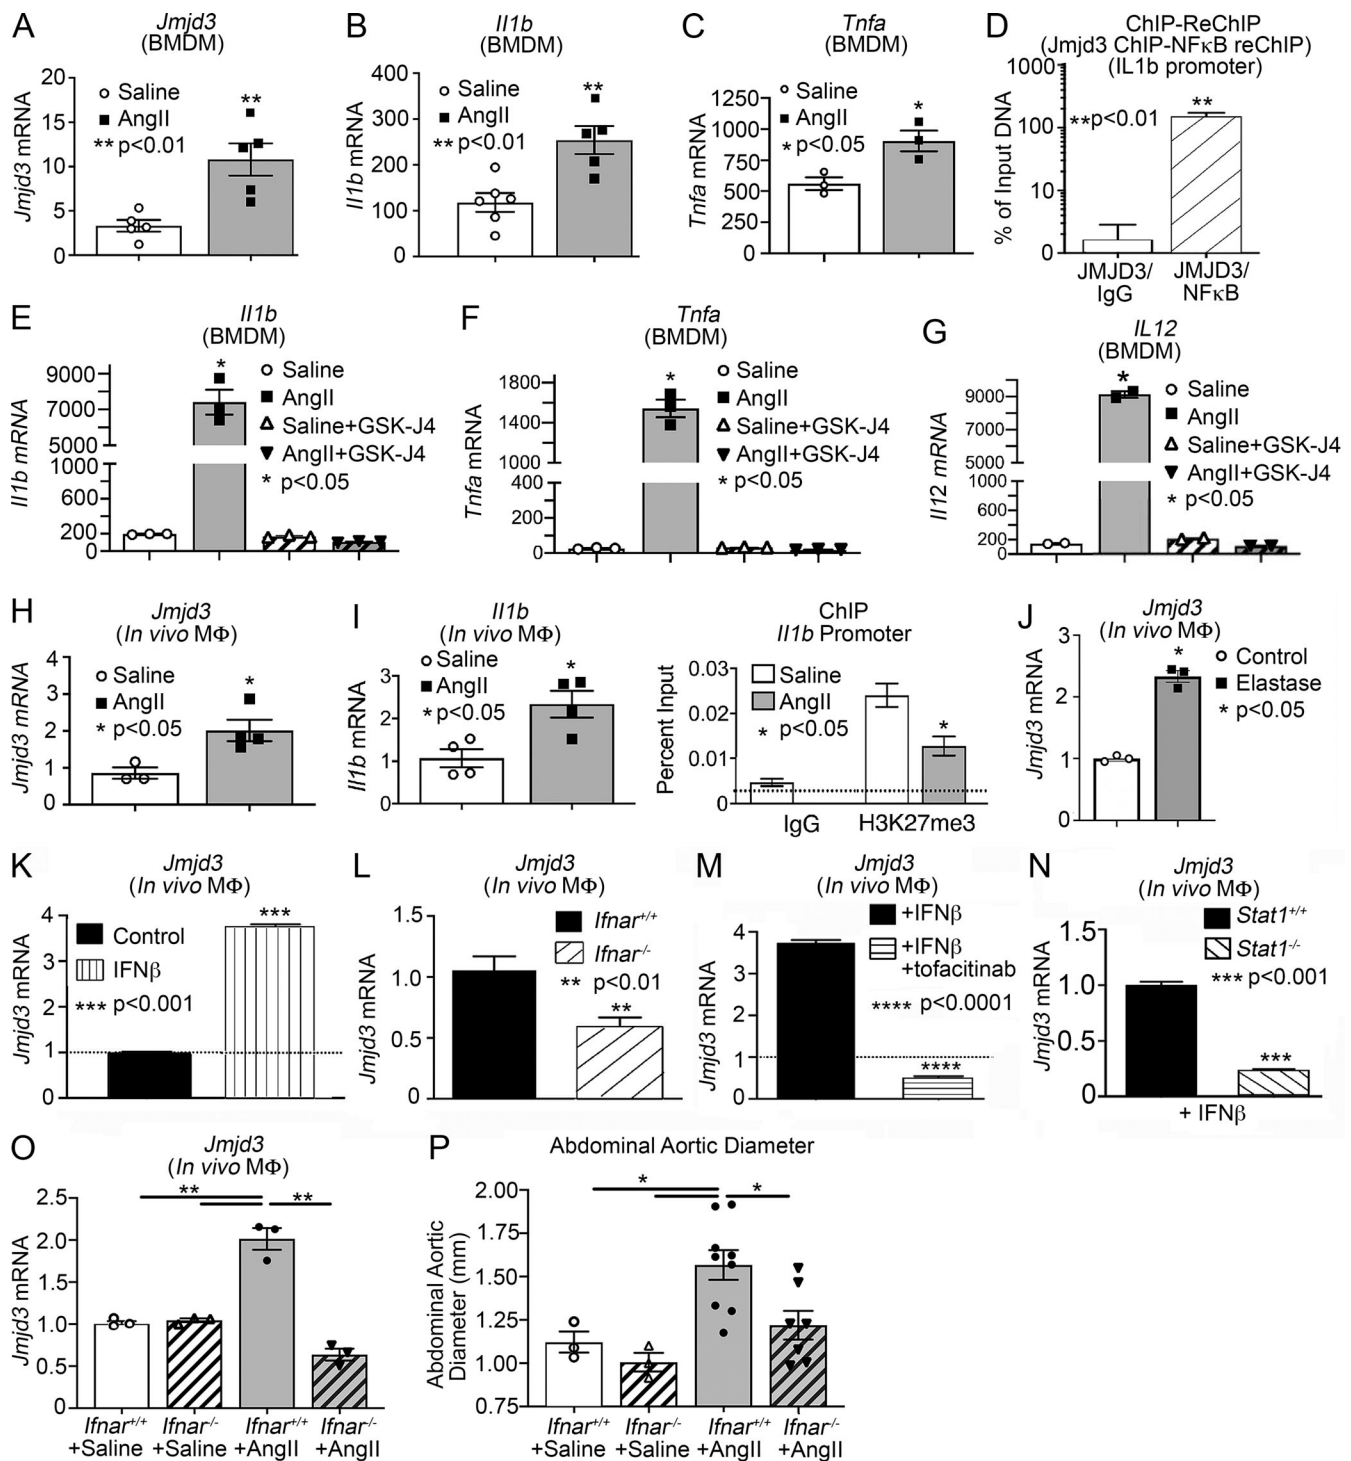 A
Jmjd3
(BMDM)
Jmjd3 mRNA
20
15
10
5
0
Saline
AngII
** p<0.01
**
B
Il1b
(BMDM)
Il1b mRNA
400
300
200
100
0
Saline
AngII
** p<0.01
**
C
Tnfa
(BMDM)
Tnfa mRNA
1250
1000
750
500
250
0
Saline
AngII
* p<0.05
*
D
ChIP-ReChIP
(Jmjd3 ChIP-NFκB reChIP)
(IL1b promoter)
% of Input DNA
1000
100
10
0
**p<0.01
**
JMJD3/
IgG
JMJD3/
NFκB
E
Il1b
(BMDM)
Il1b mRNA
9000
7000
5000
1000
600
200
0
*
Saline
AngII
Saline+GSK-J4
AngII+GSK-J4
* p<0.05
F
Tnfa
(BMDM)
Tnfa mRNA
1800
1400
1000
400
200
0
*
Saline
AngII
Saline+GSK-J4
AngII+GSK-J4
* p<0.05
G
IL12
(BMDM)
Il12 mRNA
9000
7000
5000
1000
600
200
0
*
Saline
AngII
Saline+GSK-J4
AngII+GSK-J4
* p<0.05
H
Jmjd3
(In vivo MΦ)
Jmjd3 mRNA
4
3
2
1
0
Saline
AngII
* p<0.05
*
I
Il1b
(In vivo MΦ)
Il1b mRNA
3
2
1
0
Saline
AngII
* p<0.05
*
ChIP
Il1b Promoter
Percent Input
0.03
0.02
0.01
0
Saline
AngII
* p<0.05
*
IgG
H3K27me3
J
Jmjd3
(In vivo MΦ)
Jmjd3 mRNA
3
2
1
0
*
Control
Elastase
* p<0.05
K
Jmjd3
(In vivo MΦ)
Jmjd3 mRNA
4
3
2
1
0
Control
IFNβ
*** p<0.001
***
L
Jmjd3
(In vivo MΦ)
Jmjd3 mRNA
1.5
1.0
0.5
0
Ifnar+/+
Ifnar-/-
** p<0.01
**
M
Jmjd3
(In vivo MΦ)
Jmjd3 mRNA
4
3
4
1
0
+IFNβ
+IFNβ
+tofacitinab
**** p<0.0001
****
N
Jmjd3
(In vivo MΦ)
Jmjd3 mRNA
1.5
1.0
0.5
0
Stat1+/+
Stat1-/-
*** p<0.001
***
+ IFNβ
O
Jmjd3
(In vivo MΦ)
Jmjd3 mRNA
2.5
2.0
1.0
0.5
0
**
**
Ifnar+/+
+Saline
Ifnar-/-
+Saline
Ifnar+/+
+AngII
Ifnar-/-
+AngII
P
Abdominal Aortic Diameter
Abdominal Aortic
Diameter (mm)
2.00
1.75
1.50
1.25
1.00
0.75
*
*
Ifnar+/+
+Saline
Ifnar-/-
+Saline
Ifnar+/+
+AngII
Ifnar-/-
+AngII